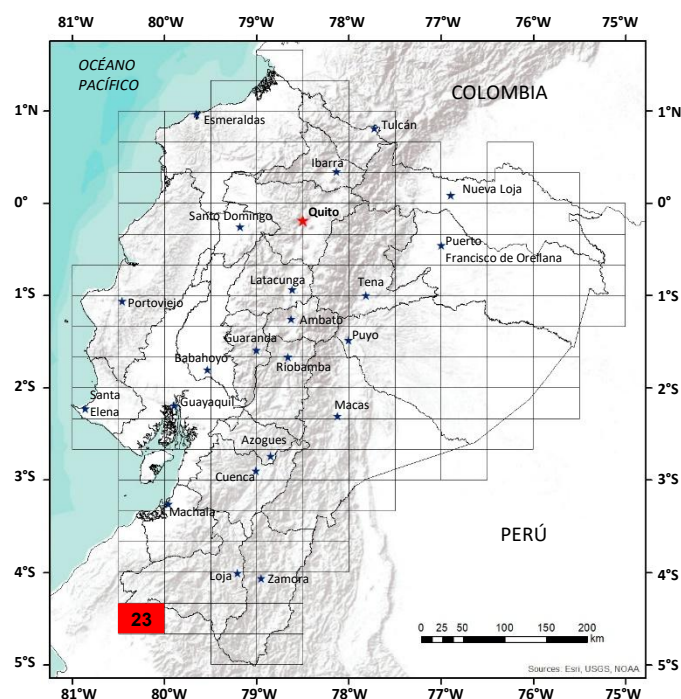 81°W 80°W 79°W 78°W 77°W 76°W 75°W
OCÉANO
PACÍFICO
COLOMBIA
1°N 1°N
Esmeraldas
Tulcán
Ibarra
Nueva Loja
0° 0°
Santo Domingo
Quito
Puerto
Francisco de Orellana
Latacunga
Tena
1°S 1°S
Portoviejo
Ambato
Guaranda
Puyo
Babahoyo
Riobamba
2°S 2°S
Santa
Elena
Guayaquil
Macas
Azogues
3°S 3°S
Cuenca
Machala
PERÚ
4°S 4°S
Loja
Zamora
23
0 25 50 100 150 200
km
5°S 5°S
Sources: Esri, USGS, NOAA
81°W 80°W 79°W 78°W 77°W 76°W 75°W